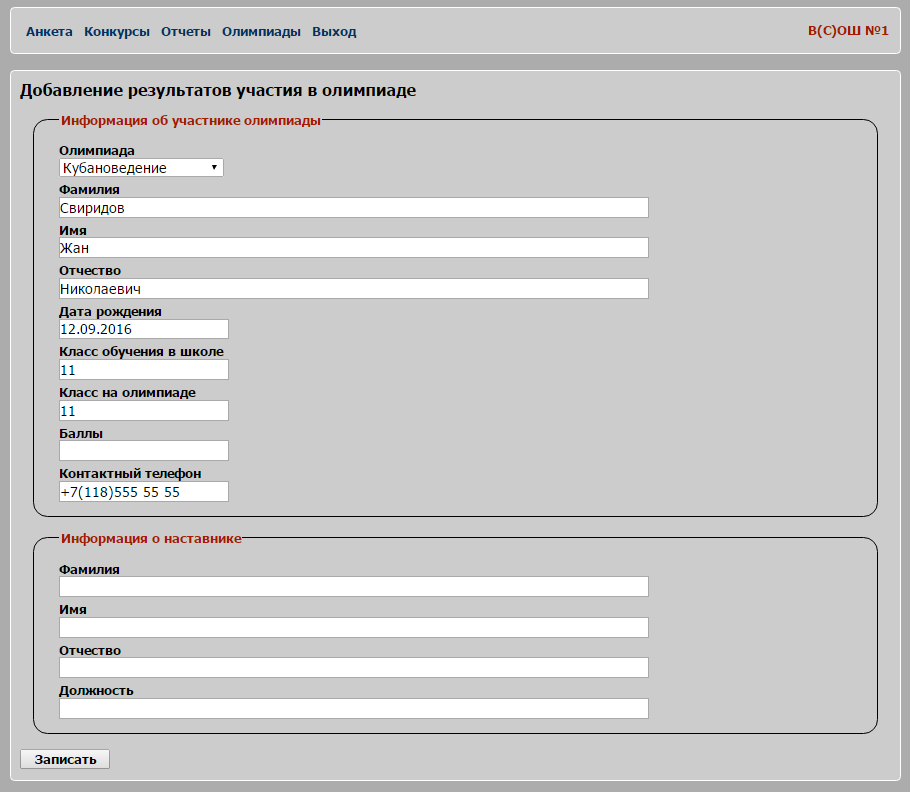 Анкета Конкурсы Отчеты Олимпиады Выход В(С)ОШ №1
Добавление результатов участия в олимпиаде
Информация об участнике олимпиады
Олимпиада
Кубановедение
Фамилия
Свиридов
Имя
Жан
Отчество
Николаевич
Дата рождения
12.09.2016
Класс обучения в школе
11
Класс на олимпиаде
11
Баллы
Контактный телефон
+7(118)555 55 55
Информация о наставнике
Фамилия
Имя
Отчество
Должность
Записать